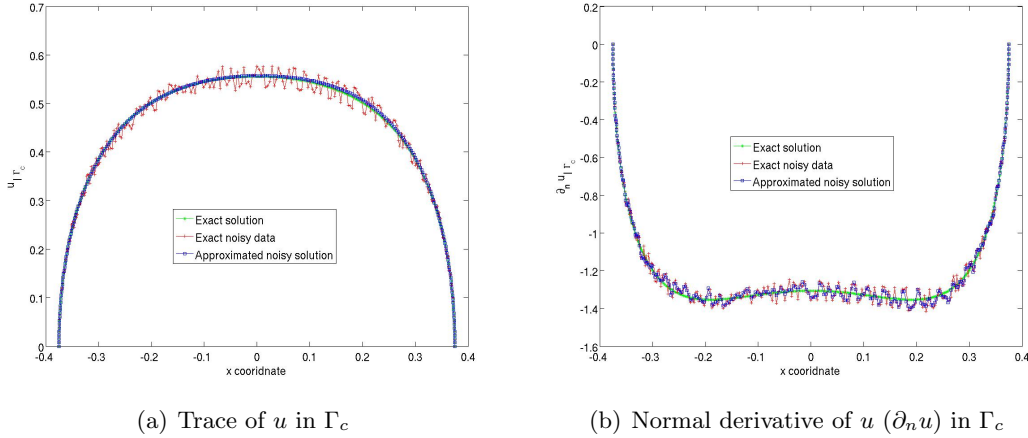 0.7
0.6
0.5
0.4
0.3
0.2
0.1
0
-0.4 -0.3 -0.2 -0.1 0 0.1 0.2 0.3 0.4
u|Γc
x cooridnate
Exact solution
Exact noisy data
Approximated noisy solution
(a) Trace of u in Γc
0.2
0
-0.2
-0.4
-0.6
-0.8
-1
-1.2
-1.4
-1.6
-0.4 -0.3 -0.2 -0.1 0 0.1 0.2 0.3 0.4
∂n u|Γc
x cooridnate
Exact solution
Exact noisy data
Approximated noisy solution
(b) Normal derivative of u (∂nu) in Γc